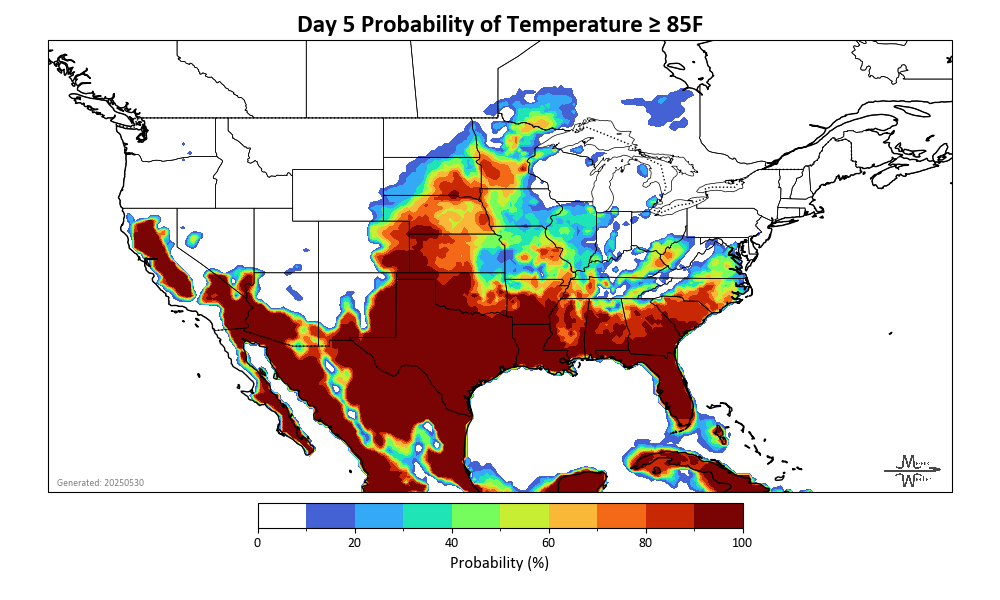 Day 5 Probability of Temperature ≥ 85F
Generated: 20250530
0 20 40 60 80 100
Probability (%)